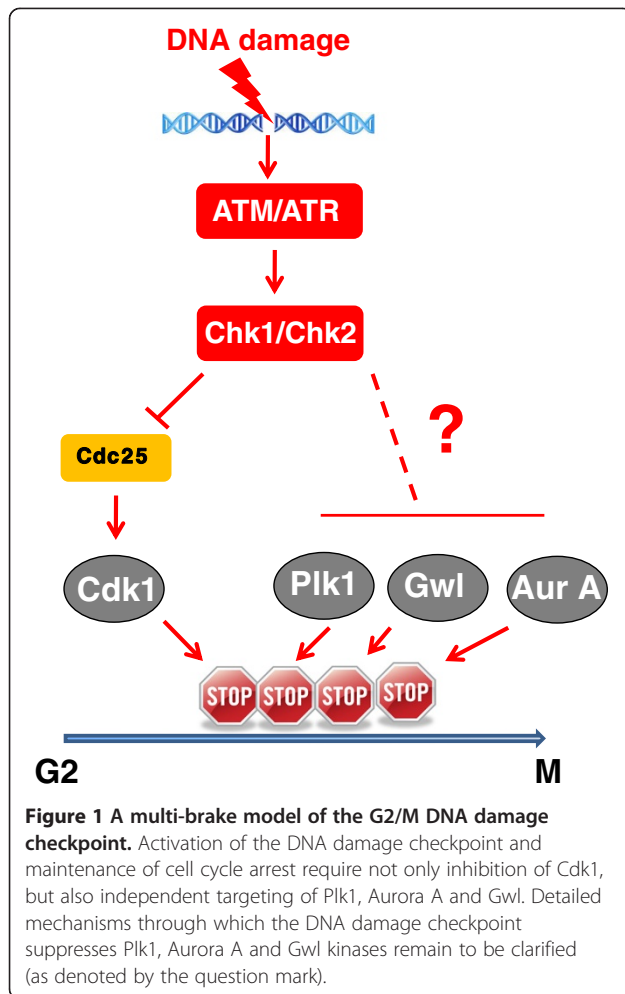 DNA damage
ATM/ATR
Chk1/Chk2
?
Cdc25
Cdk1
Plk1
Gwl
Aur A
STOP
STOP
STOP
STOP
G2
M
Figure 1 A multi-brake model of the G2/M DNA damage
checkpoint. Activation of the DNA damage checkpoint and
maintenance of cell cycle arrest require not only inhibition of Cdk1,
but also independent targeting of Plk1, Aurora A and Gwl. Detailed
mechanisms through which the DNA damage checkpoint
suppresses Plk1, Aurora A and Gwl kinases remain to be clarified
(as denoted by the question mark).